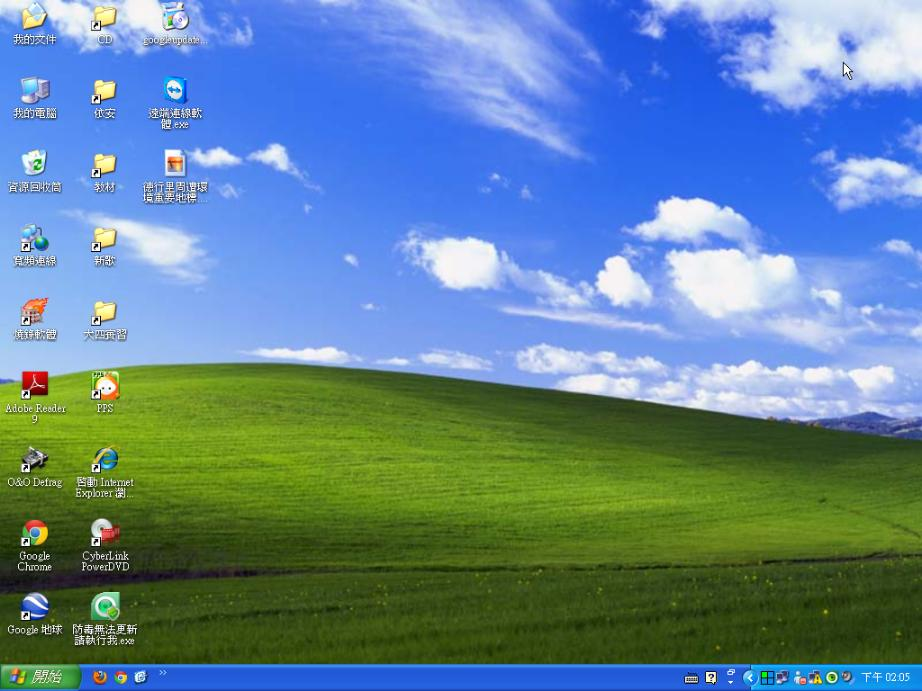 我的文件
CD
googleupdate...
我的電腦
依安
遠端連線軟
體.exe
資源回收筒
教材
德行里周遭環
境重要地標....
寬頻連線
新歌
燒錄軟體
大四實習
Adobe Reader
9
PPS
O&O Defrag
啟動 Internet
Explorer 瀏...
Google
Chrome
CyberLink
PowerDVD
Google 地球
防毒無法更新
請執行我.exe
開始
下午 02:05